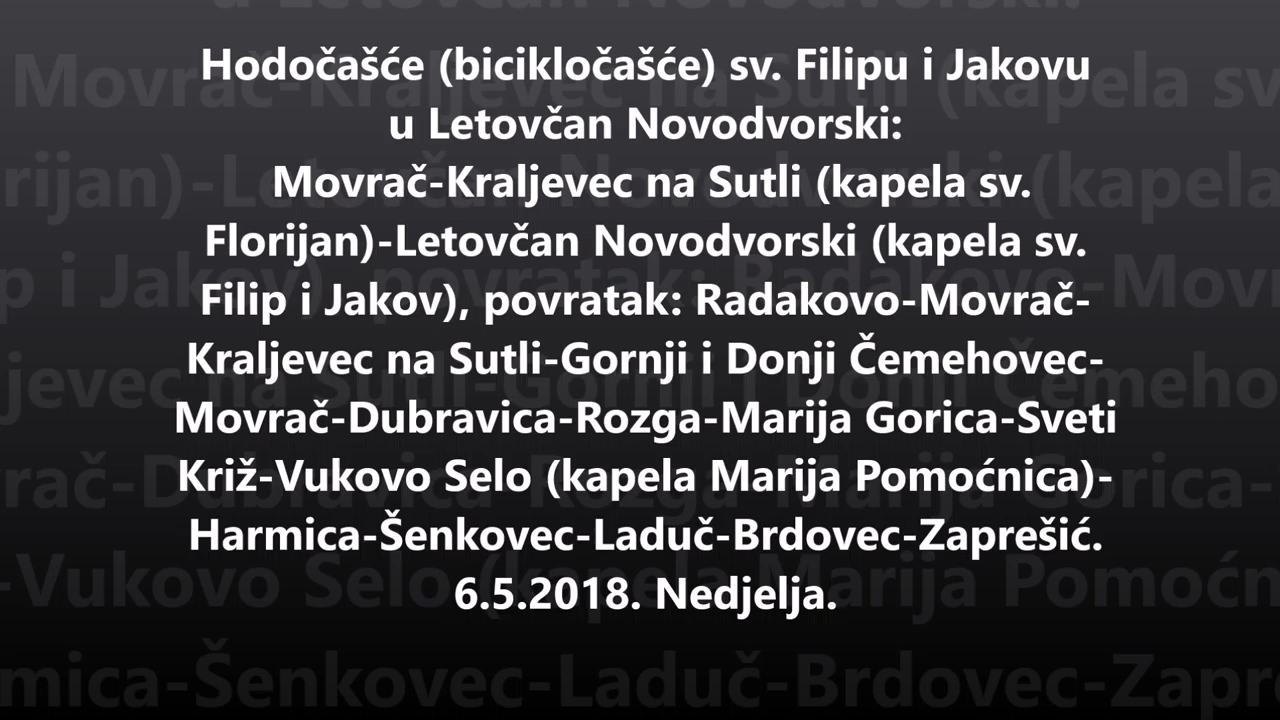 Hodočašće (bicikločašće) sv. Filipu i Jakovu
u Letovčan Novodvorski:
Movrač-Kraljevec na Sutli (kapela sv.
Florijan)-Letovčan Novodvorski (kapela sv.
Filip i Jakov), povratak: Radakovo-Movrač-
Kraljevec na Sutli-Gornji i Donji Čemehovec-
Movrač-Dubravica-Rozga-Marija Gorica-Sveti
Križ-Vukovo Selo (kapela Marija Pomoćnica)-
Harmica-Šenkovec-Laduč-Brdovec-Zaprešić.
6.5.2018. Nedjelja.